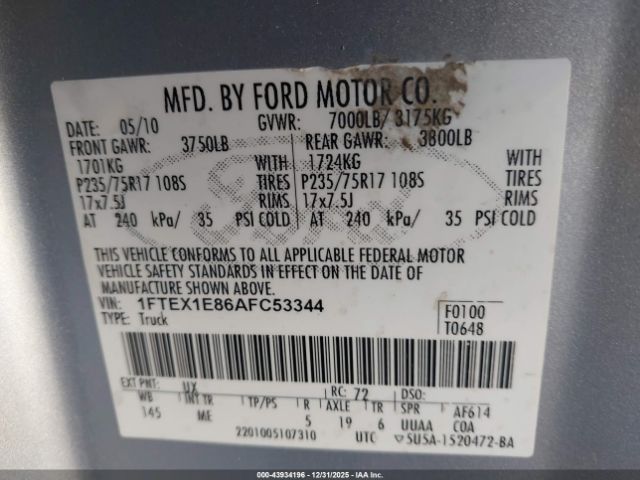 MFD. BY FORD MOTOR CO.
DATE: 05/10 GVWR: 7000LB/ 3175KG
FRONT GAWR: 3750LB REAR GAWR: 3800LB
1701KG WITH 1724KG WITH
P235/75R17 108S TIRES P235/75R17 108S TIRES
17x7.5J RIMS 17x7.5J RIMS
AT 240 kPa/ 35 PSI COLD AT 240 kPa/ 35 PSI COLD
THIS VEHICLE CONFORMS TO ALL APPLICABLE FEDERAL MOTOR
VEHICLE SAFETY STANDARDS IN EFFECT ON THE DATE OF
MANUFACTURE SHOWN ABOVE.
VIN: 1FTEX1E86AFC53344 F0100
TYPE: Truck T0648
EXT PNT: UX RC: 72 DSO:
WB BRK INT TR TP/PS R AXLE TR SPR AF614
145 ME 5 19 6 UUAA COA
2201005107310 UTC 5U5A-1520472-BA
IAA-43934196 | 12/31/2025 - Copyright © IAA